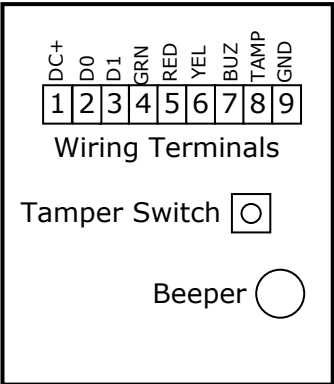 DC+ D0 D1 GRN RED YEL BUZ TAMP GND
1 2 3 4 5 6 7 8 9
Wiring Terminals
Tamper Switch
Beeper